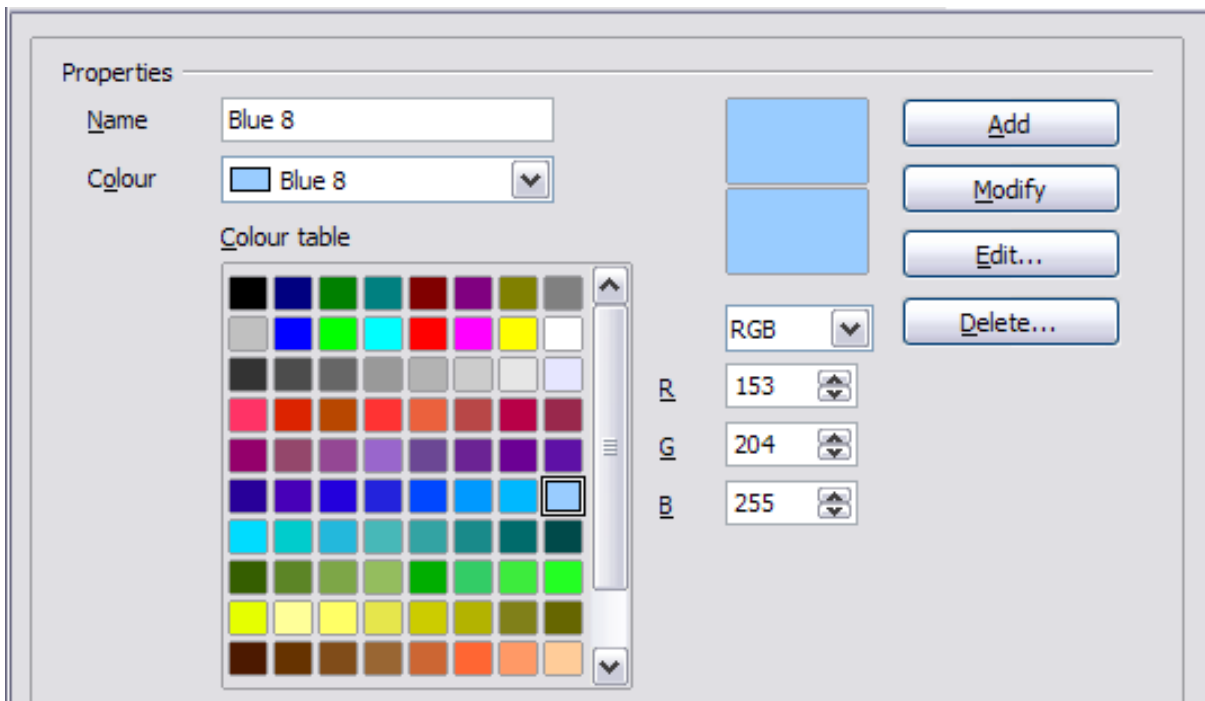 Properties
Name
Blue 8
Add
Colour
Blue 8
Modify
Colour table
Edit...
RGB
Delete...
R
153
G
204
B
255